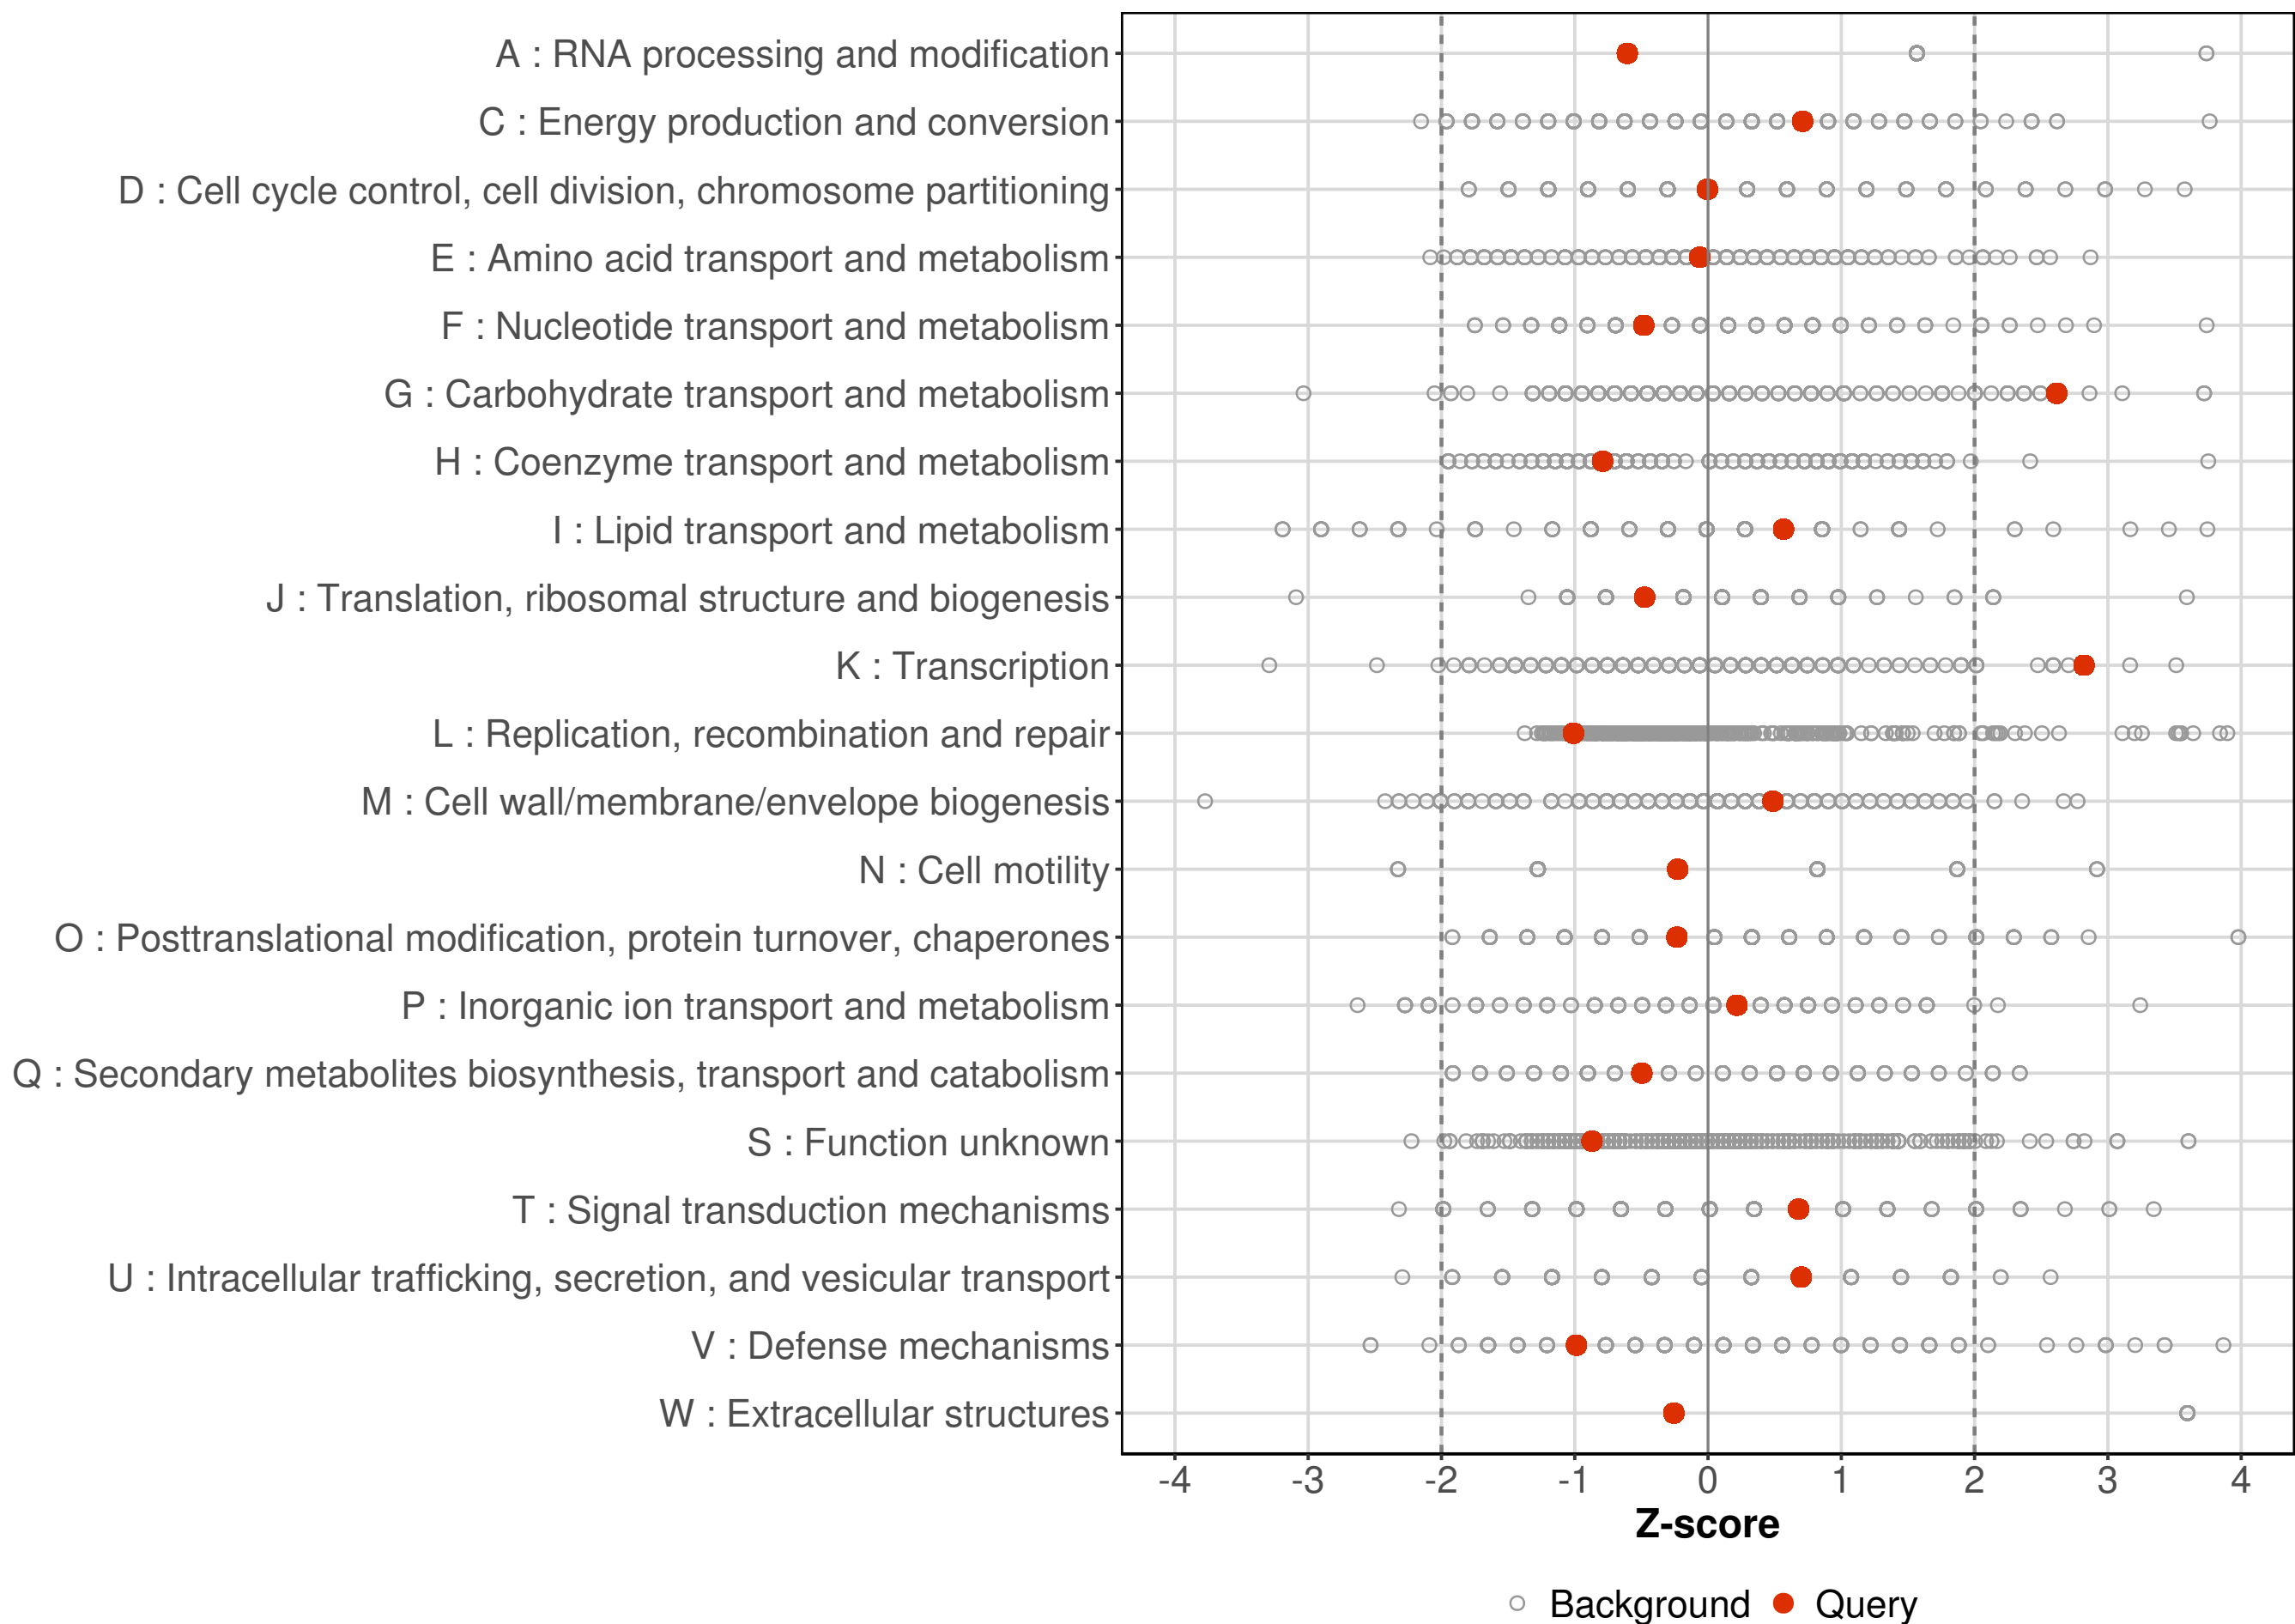 A : RNA processing and modification
C : Energy production and conversion
D : Cell cycle control, cell division, chromosome partitioning
E : Amino acid transport and metabolism
F : Nucleotide transport and metabolism
G : Carbohydrate transport and metabolism
H : Coenzyme transport and metabolism
I : Lipid transport and metabolism
J : Translation, ribosomal structure and biogenesis
K : Transcription
L : Replication, recombination and repair
M : Cell wall/membrane/envelope biogenesis
N : Cell motility
O : Posttranslational modification, protein turnover, chaperones
P : Inorganic ion transport and metabolism
Q : Secondary metabolites biosynthesis, transport and catabolism
S : Function unknown
T : Signal transduction mechanisms
U : Intracellular trafficking, secretion, and vesicular transport
V : Defense mechanisms
W : Extracellular structures
-4 -3 -2 -1 0 1 2 3 4
Z-score
Background Query